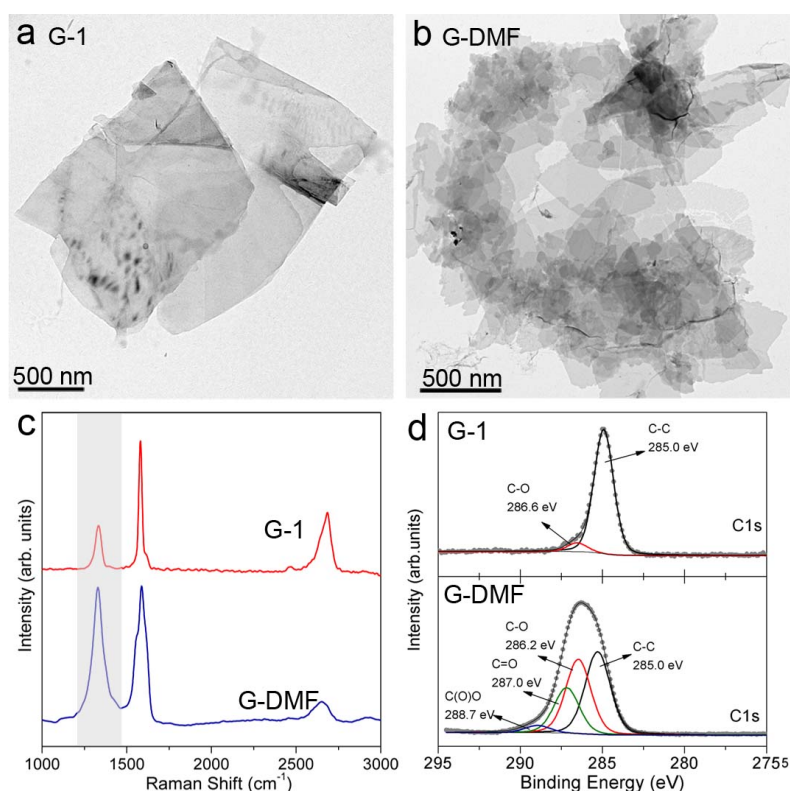 a G-1
500 nm
b G-DMF
500 nm
c
G-1
G-DMF
Intensity (arb. units)
1000 1500 2000 2500 3000
Raman Shift (cm⁻¹)
d
G-1
C-C
285.0 eV
C-O
286.6 eV
C1s
G-DMF
C-O
286.2 eV
C=O
287.0 eV
C(O)O
288.7 eV
C-C
285.0 eV
C1s
Intensity (arb.units)
295 290 285 280 2755
Binding Energy (eV)